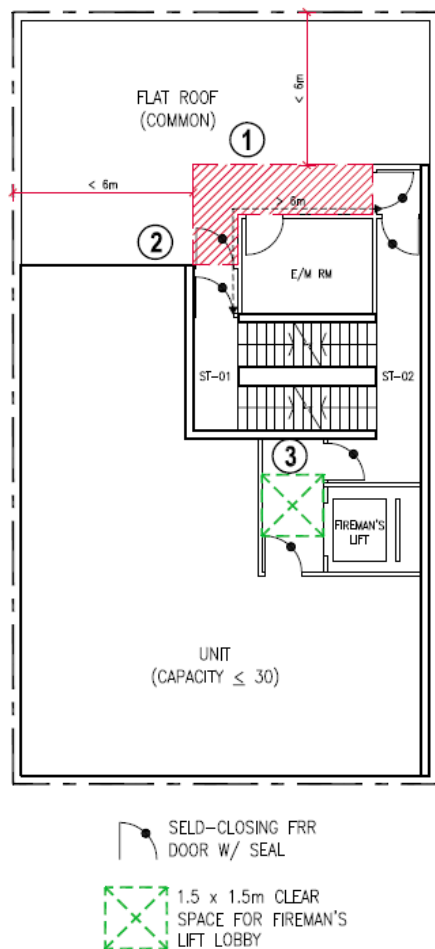 < 6m
FLAT ROOF
(COMMON)
1
< 6m
> 6m
2
E/M RM
ST-01
ST-02
3
FIREMAN'S
LIFT
UNIT
(CAPACITY ≤ 30)
SELD-CLOSING FRR
DOOR W/ SEAL
1.5 x 1.5m CLEAR
SPACE FOR FIREMAN'S
LIFT LOBBY